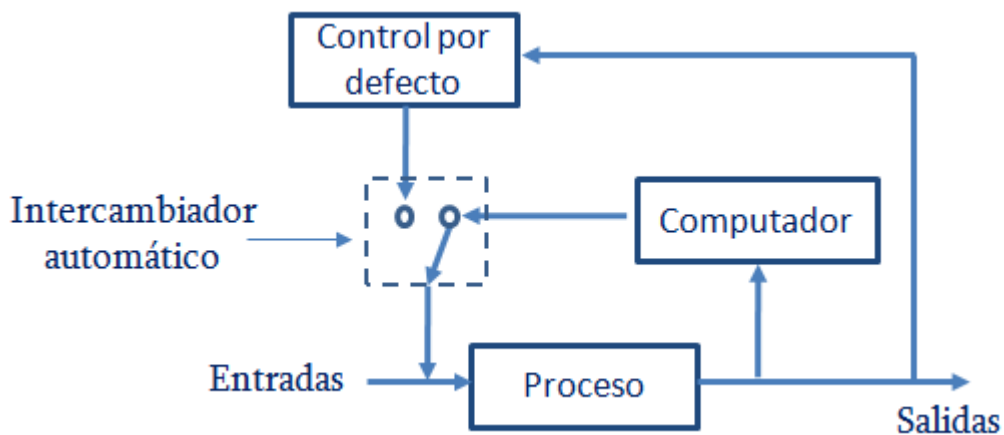 Control por
defecto
Intercambiador
automático
Computador
Entradas
Proceso
Salidas